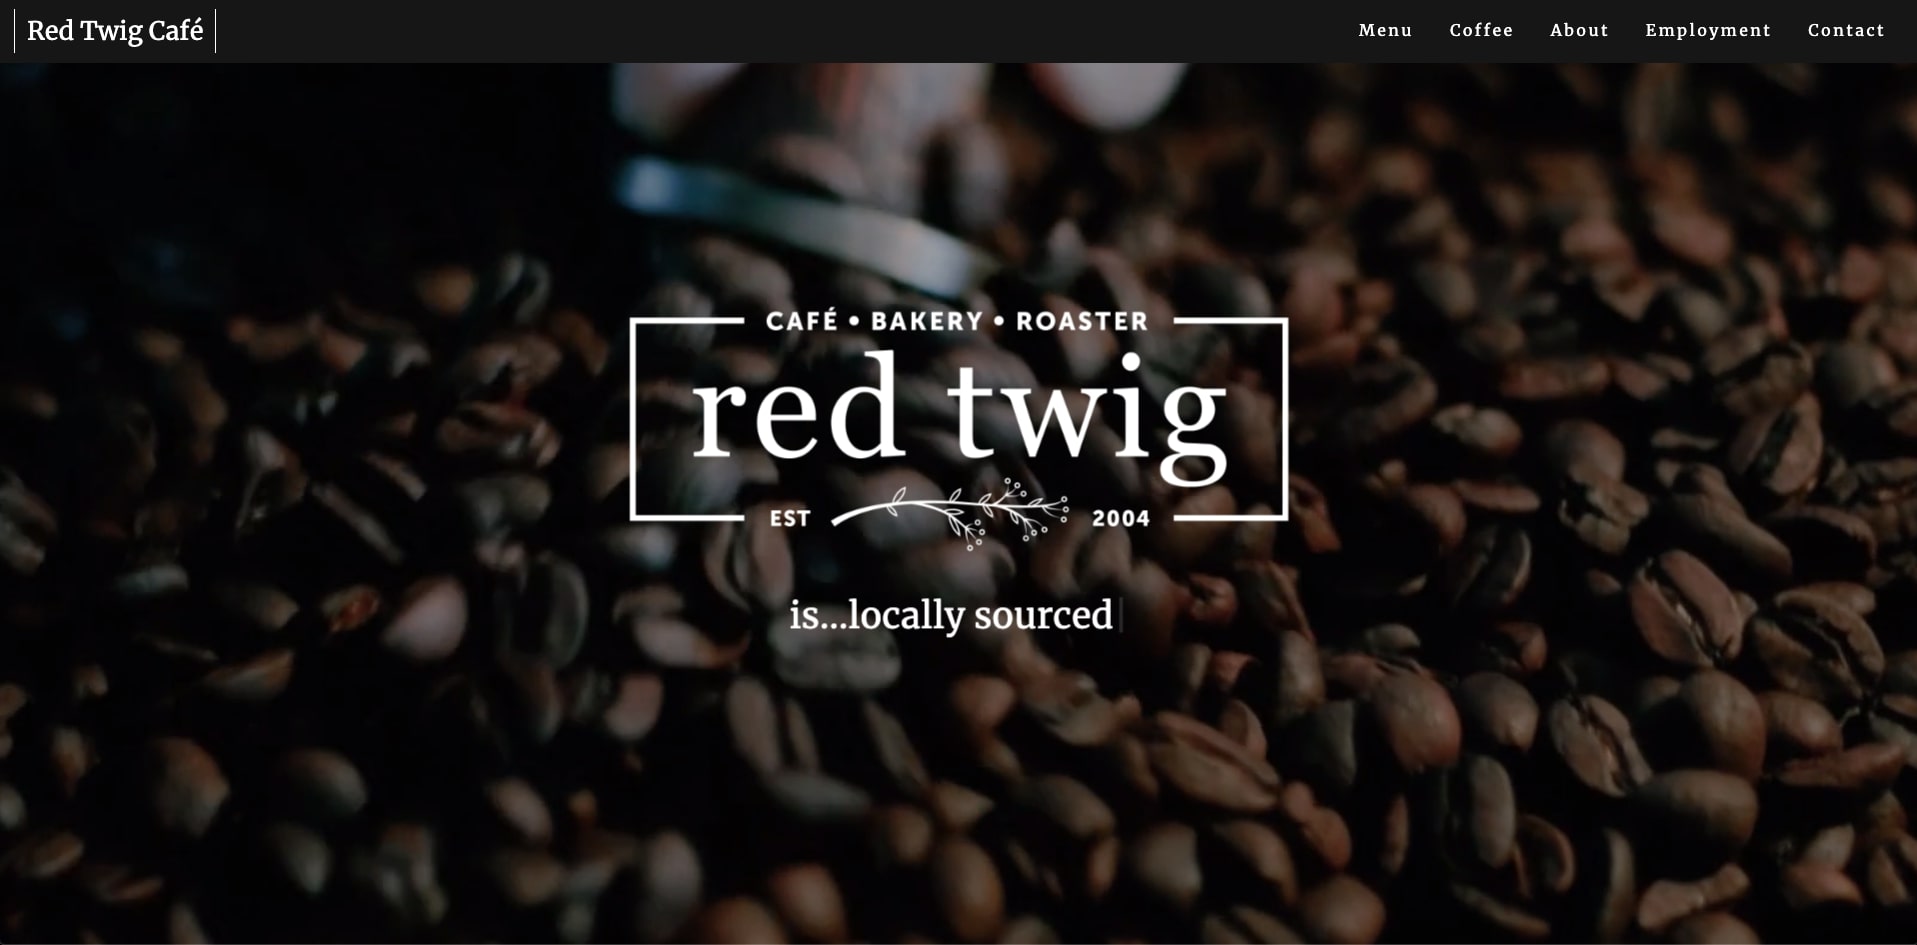 Red Twig Café
Menu Coffee About Employment Contact
CAFÉ • BAKERY • ROASTER
red twig
EST 2004
is...locally sourced